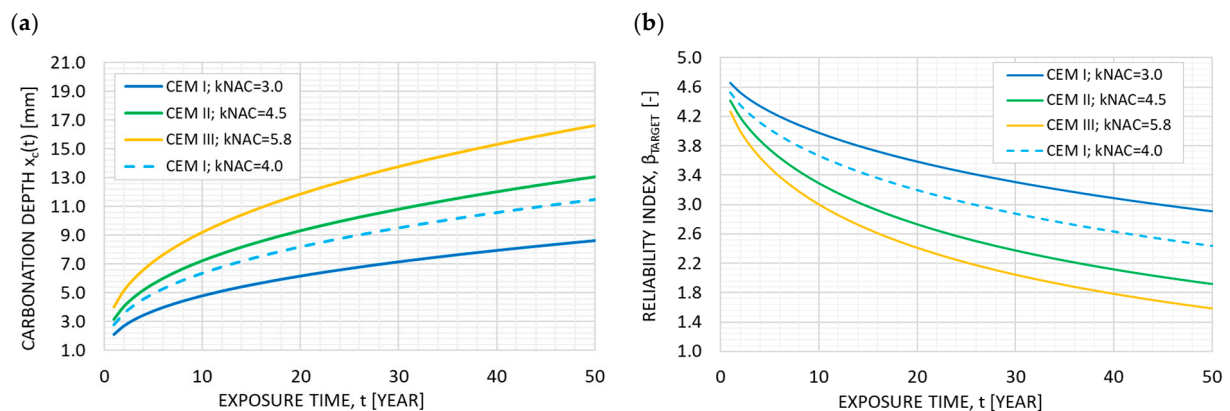 (a)
21.0
19.0
17.0
15.0
13.0
11.0
9.0
7.0
5.0
3.0
1.0
CARBONATION DEPTH x_c(t) [mm]
CEM I; kNAC=3.0
CEM II; kNAC=4.5
CEM III; kNAC=5.8
CEM I; kNAC=4.0
0 10 20 30 40 50
EXPOSURE TIME, t [YEAR]
(b)
5.0
4.6
4.2
3.8
3.4
3.0
2.6
2.2
1.8
1.4
1.0
RELIABILITY INDEX, β_TARGET [-]
CEM I; kNAC=3.0
CEM II; kNAC=4.5
CEM III; kNAC=5.8
CEM I; kNAC=4.0
0 10 20 30 40 50
EXPOSURE TIME, t [YEAR]